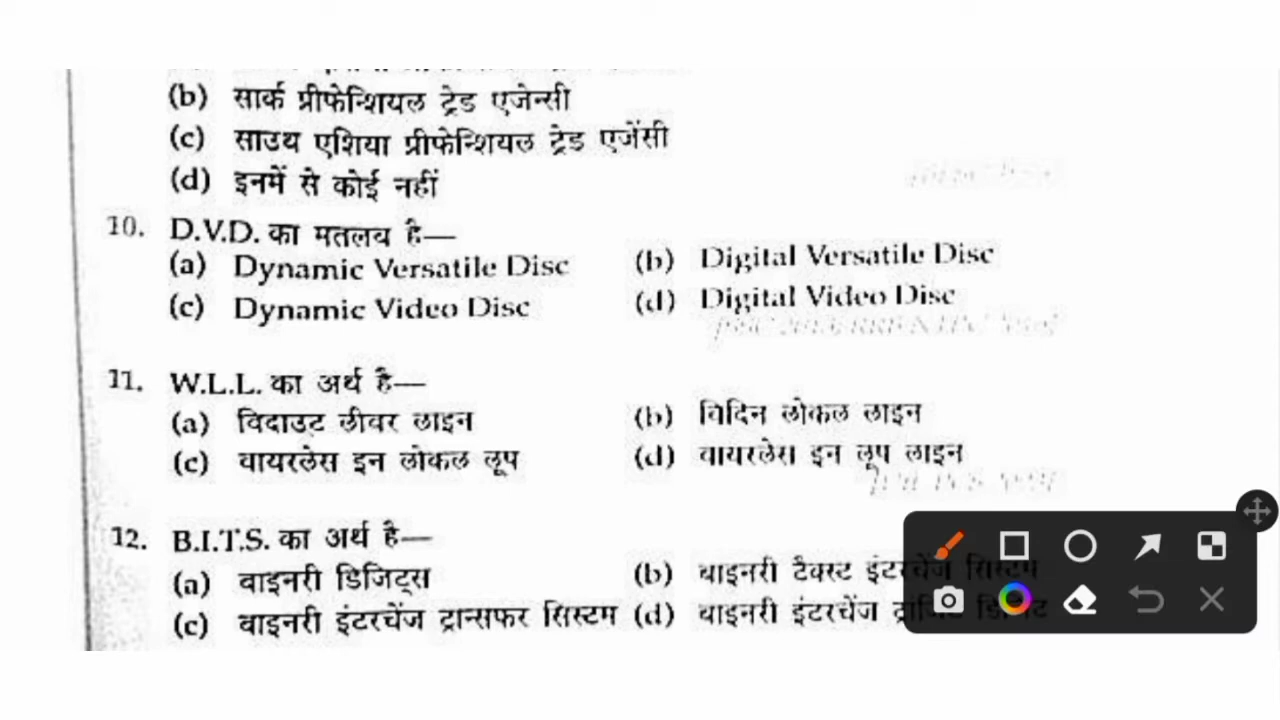 (b) सार्क प्रीफेन्शियल ट्रेड एजेन्सी
(c) साउथ एशिया प्रीफेन्शियल ट्रेड एजेंसी
(d) इनमें से कोई नहीं
10. D.V.D. का मतलब है—
(a) Dynamic Versatile Disc (b) Digital Versatile Disc
(c) Dynamic Video Disc (d) Digital Video Disc
11. W.L.L. का अर्थ है—
(a) विदाउट लीवर लाइन (b) विदिन लोकल लाइन
(c) वायरलेस इन लोकल लूप (d) वायरलेस इन लूप लाइन
12. B.I.T.S. का अर्थ है—
(a) बाइनरी डिजिट्स (b) बाइनरी टैक्स्ट इंटरचेंज सिस्टम
(c) बाइनरी इंटरचेंज ट्रान्सफर सिस्टम (d) बाइनरी इंटरचेंज